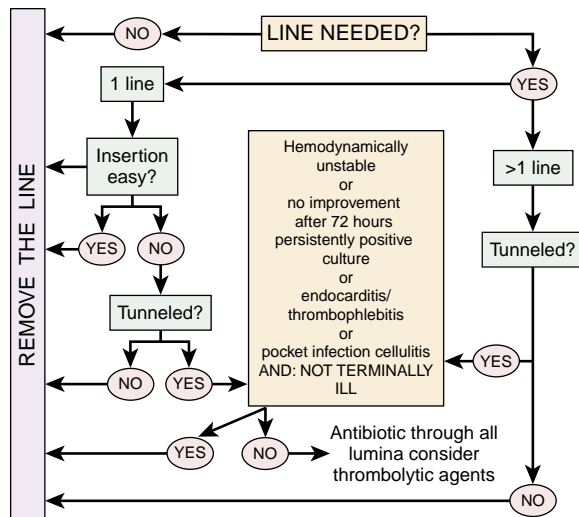 NO
LINE NEEDED?
YES
1 line
Insertion
easy?
>1 line
YES
NO
Tunneled?
Tunneled?
NO
YES
Hemodynamically
unstable
or
no improvement
after 72 hours
persistently positive
culture
or
endocarditis/
thrombophlebitis
or
pocket infection cellulitis
AND: NOT TERMINALLY
ILL
YES
YES
NO
Antibiotic through all
lumina consider
thrombolytic agents
NO
REMOVE THE LINE